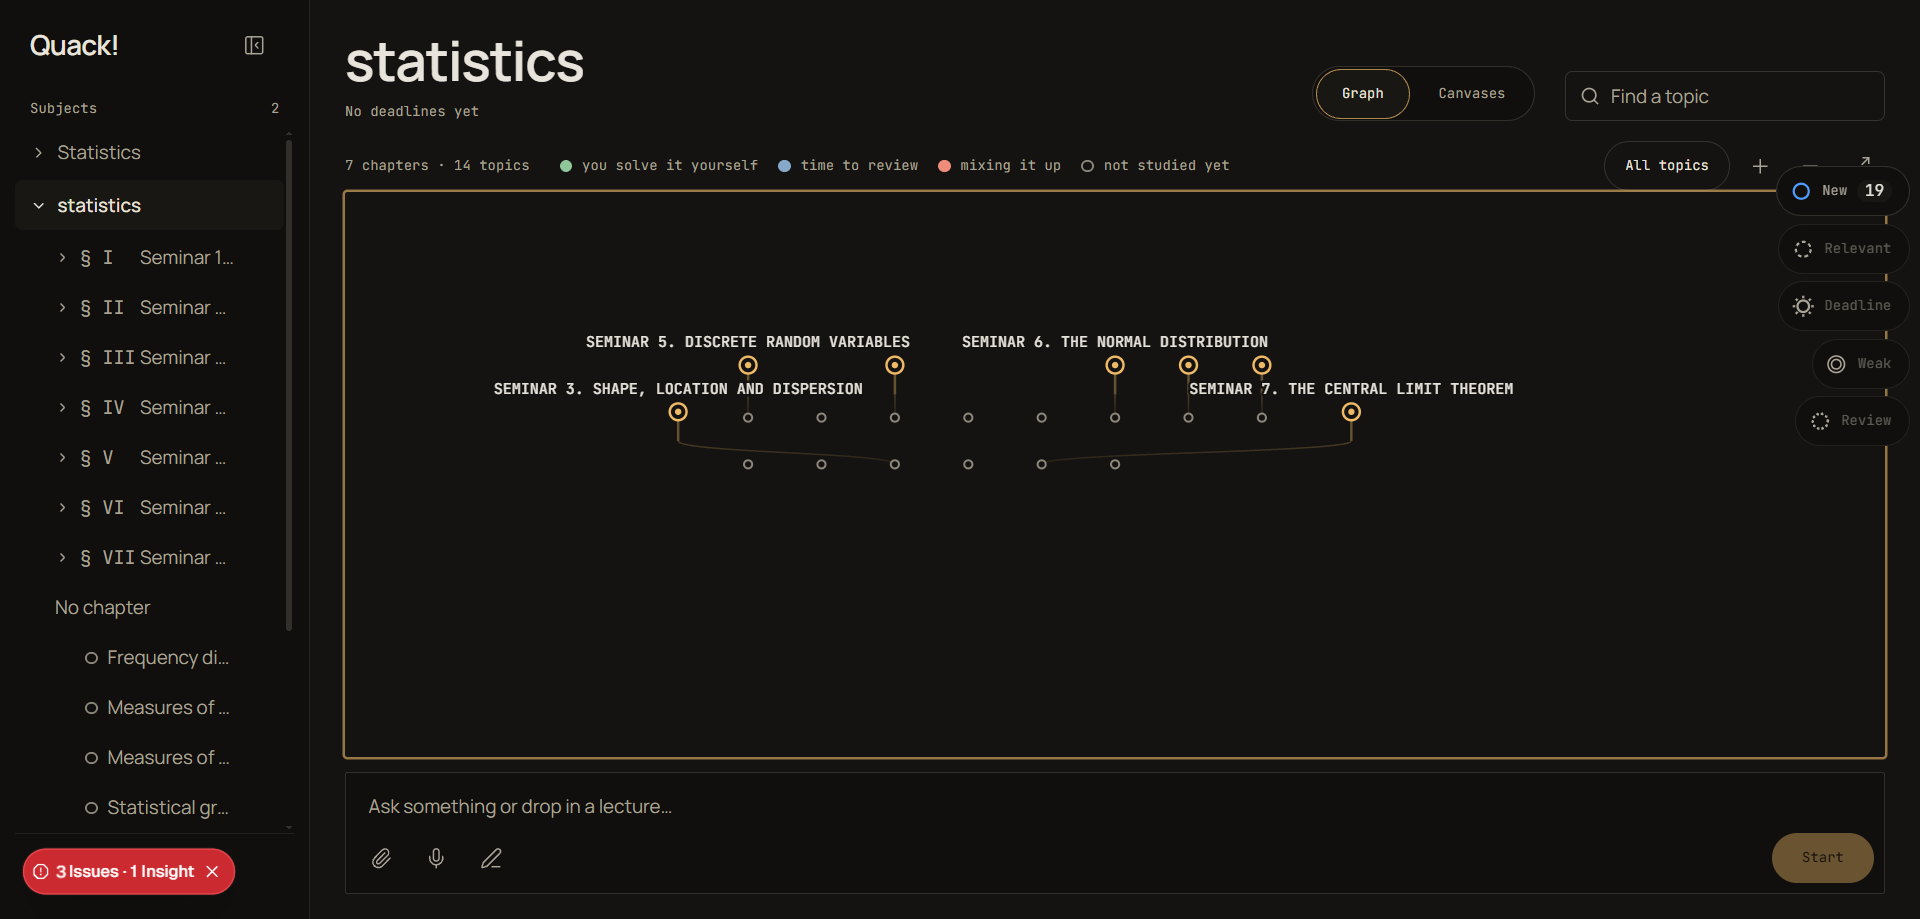 Quack!
Subjects 2
Statistics
statistics
§ I Seminar 1...
§ II Seminar ...
§ III Seminar ...
§ IV Seminar ...
§ V Seminar ...
§ VI Seminar ...
§ VII Seminar ...
No chapter
Frequency di...
Measures of ...
Measures of ...
Statistical gr...
3 Issues · 1 Insight
statistics
No deadlines yet
Graph Canvases
Find a topic
7 chapters · 14 topics you solve it yourself time to review mixing it up not studied yet
All topics
New 19
Relevant
Deadline
Weak
Review
SEMINAR 5. DISCRETE RANDOM VARIABLES SEMINAR 6. THE NORMAL DISTRIBUTION
SEMINAR 3. SHAPE, LOCATION AND DISPERSION SEMINAR 7. THE CENTRAL LIMIT THEOREM
Ask something or drop in a lecture...
Start